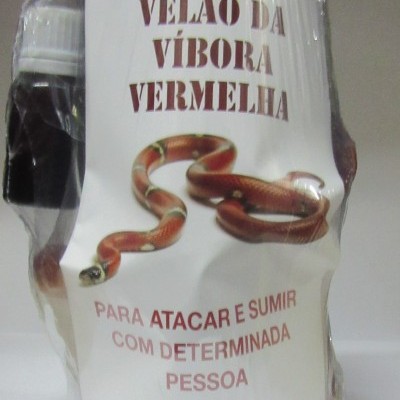 VELÃO DA
VÍBORA
VERMELHA
PARA ATACAR E SUMIR
COM DETERMINADA
PESSOA